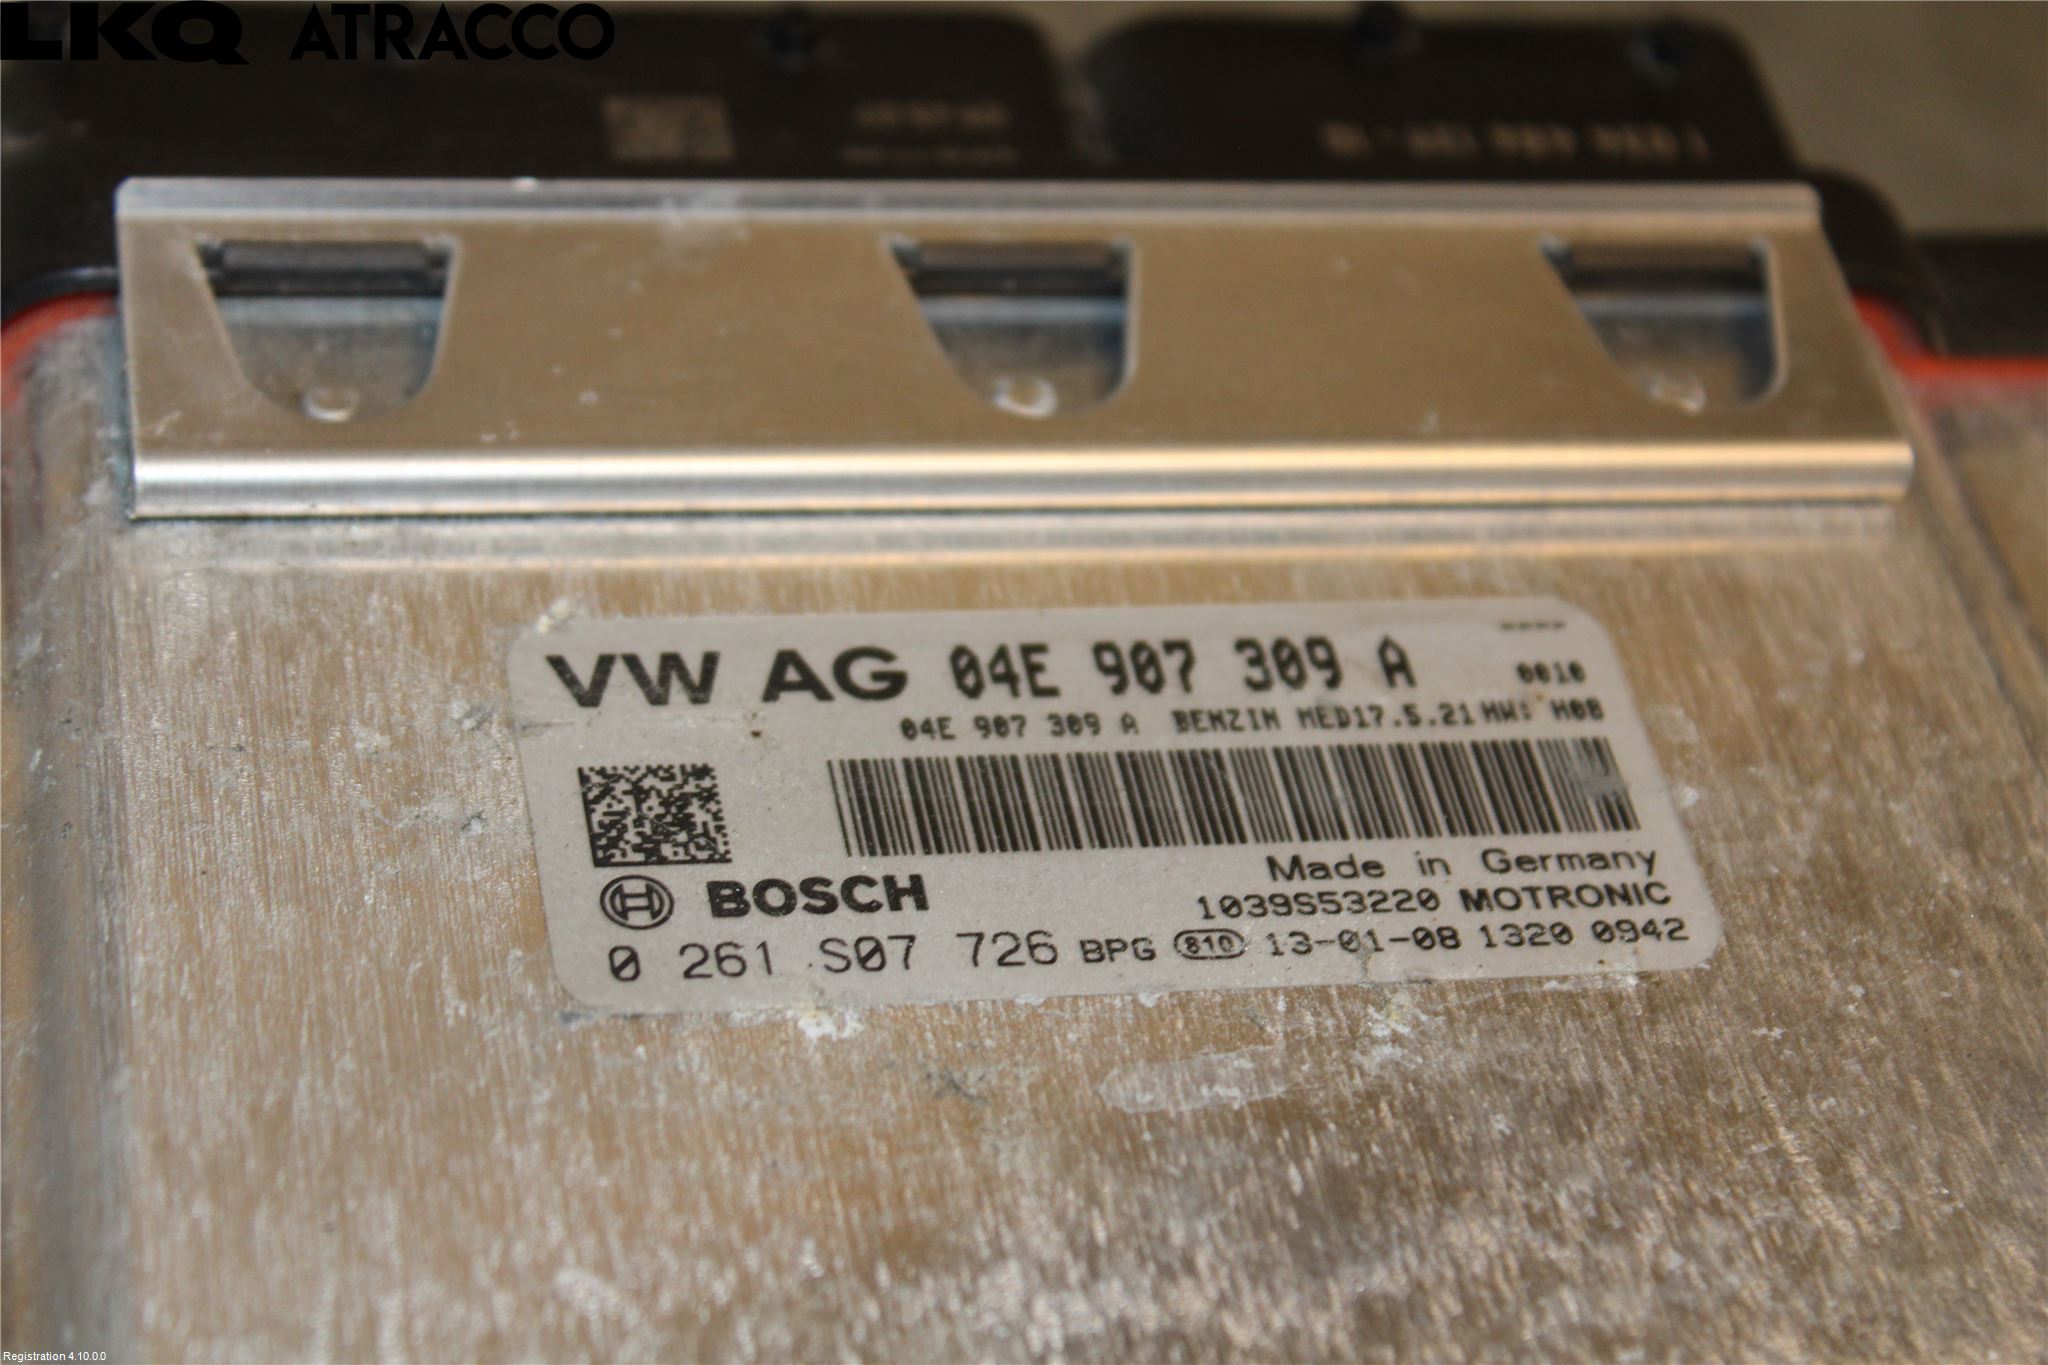 LKQ ATRACCO
----
VW AG 04E 907 309 A 0010
04E 907 309 A BENZIN MED17.5.21 HW: H08
Made in Germany
BOSCH 1039S53220 MOTRONIC
0 261 S07 726 BPG 810 13-01-08 1320 0942
Registration 4.10.0.0